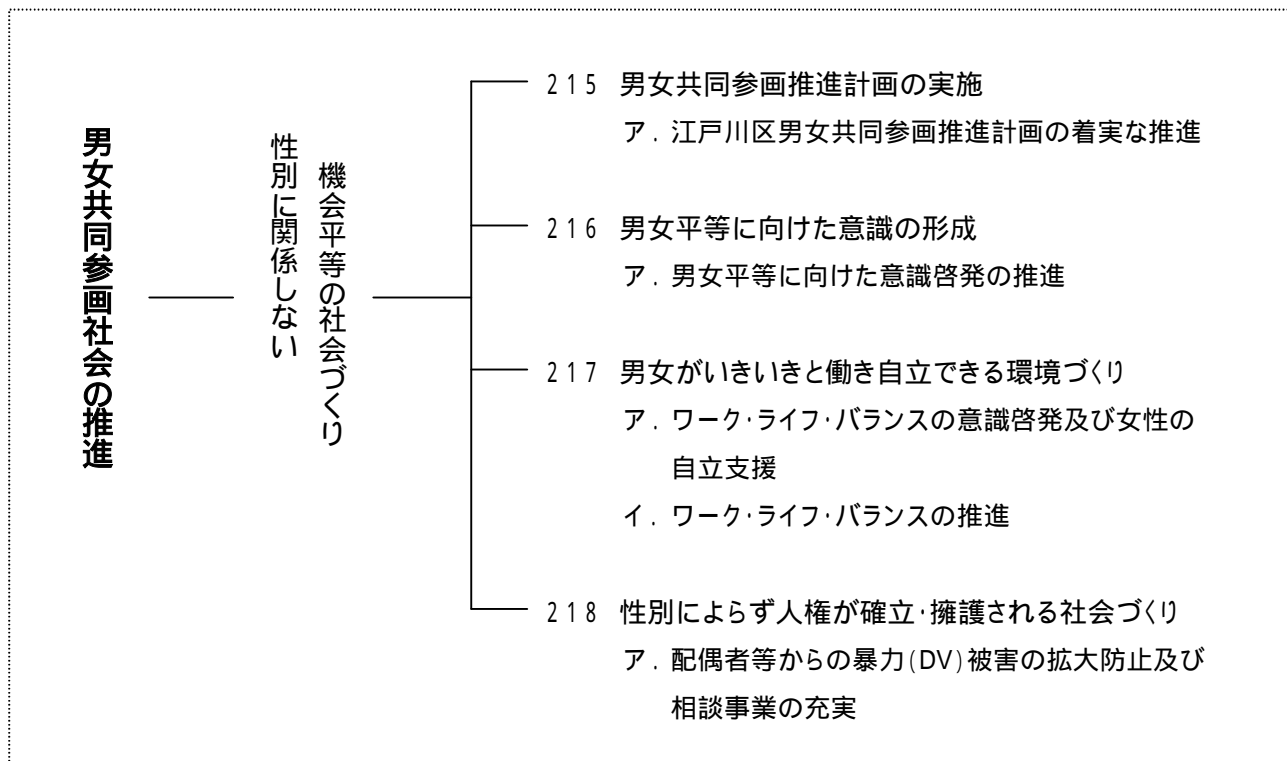 男女共同参画社会の推進
性別に関係しない
機会平等の社会づくり
215 男女共同参画推進計画の実施
ア. 江戸川区男女共同参画推進計画の着実な推進
216 男女平等に向けた意識の形成
ア. 男女平等に向けた意識啓発の推進
217 男女がいきいきと働き自立できる環境づくり
ア. ワーク・ライフ・バランスの意識啓発及び女性の
自立支援
イ. ワーク・ライフ・バランスの推進
218 性別によらず人権が確立・擁護される社会づくり
ア. 配偶者等からの暴力(DV)被害の拡大防止及び
相談事業の充実